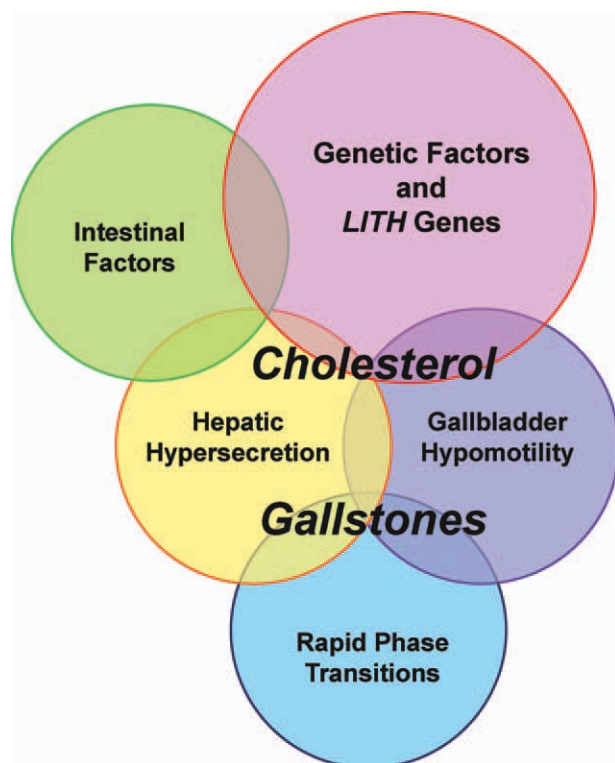 Genetic Factors
and
LITH Genes
Intestinal
Factors
Cholesterol
Hepatic
Hypersecretion
Gallbladder
Hypomotility
Gallstones
Rapid Phase
Transitions